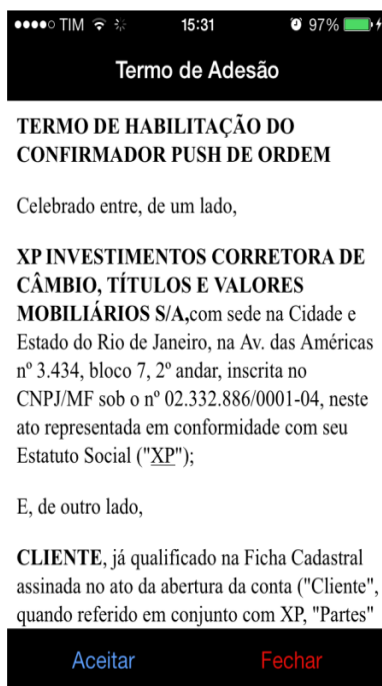 TIM 15:31 97%
Termo de Adesão
TERMO DE HABILITAÇÃO DO
CONFIRMADOR PUSH DE ORDEM
Celebrado entre, de um lado,
XP INVESTIMENTOS CORRETORA DE
CÂMBIO, TÍTULOS E VALORES
MOBILIÁRIOS S/A,com sede na Cidade e
Estado do Rio de Janeiro, na Av. das Américas
nº 3.434, bloco 7, 2º andar, inscrita no
CNPJ/MF sob o nº 02.332.886/0001-04, neste
ato representada em conformidade com seu
Estatuto Social ("XP");
E, de outro lado,
CLIENTE, já qualificado na Ficha Cadastral
assinada no ato da abertura da conta ("Cliente",
quando referido em conjunto com XP, "Partes"
Aceitar Fechar